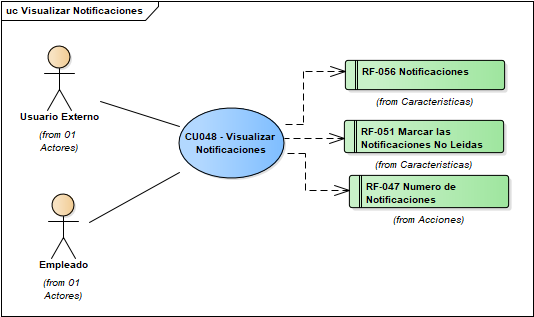 uc Visualizar Notificaciones
Usuario Externo
(from 01
Actores)
Empleado
(from 01
Actores)
CU048 - Visualizar
Notificaciones
RF-056 Notificaciones
(from Caracteristicas)
RF-051 Marcar las
Notificaciones No Leidas
(from Caracteristicas)
RF-047 Numero de
Notificaciones
(from Acciones)